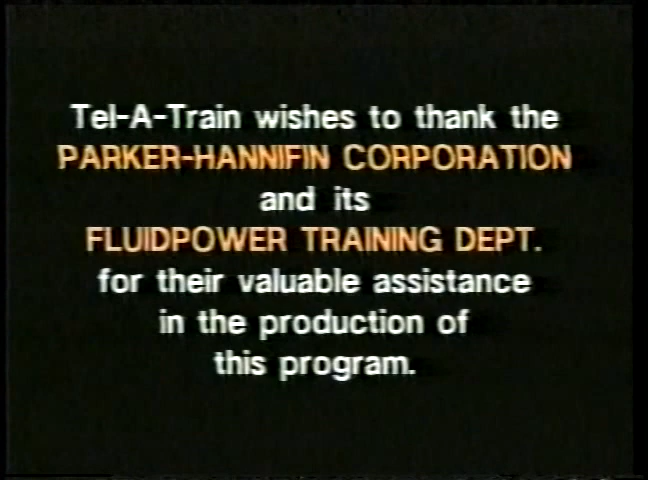 Tel-A-Train wishes to thank the
PARKER-HANNIFIN CORPORATION
and its
FLUIDPOWER TRAINING DEPT.
for their valuable assistance
in the production of
this program.